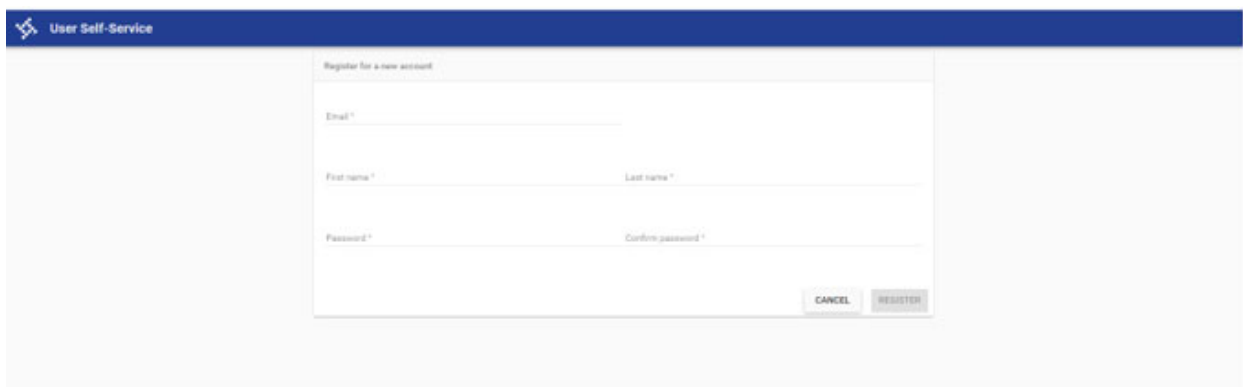 User Self-Service
Register for a new account
Email *
First name * Last name *
Password * Confirm password *
CANCEL REGISTER